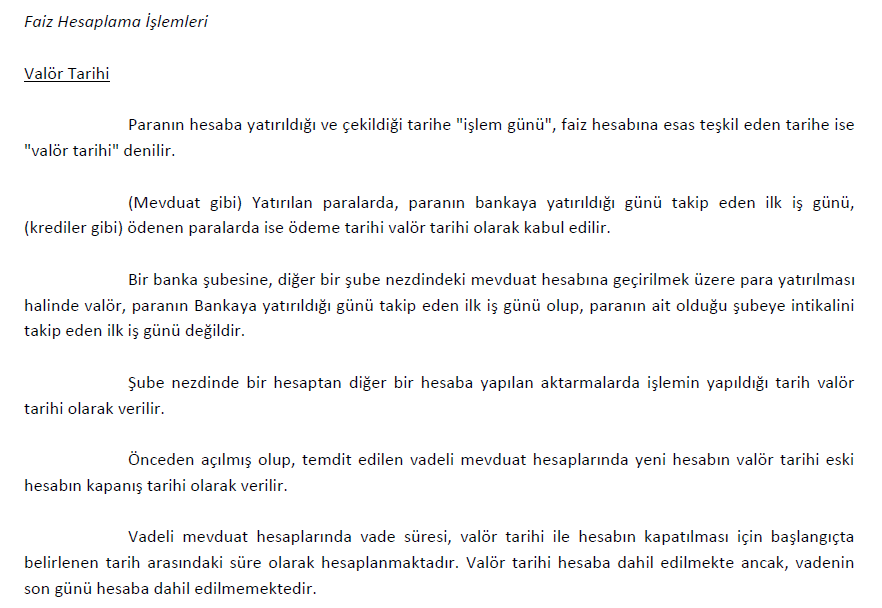 Faiz Hesaplama İşlemleri
Valör Tarihi
Paranın hesaba yatırıldığı ve çekildiği tarihe "işlem günü", faiz hesabına esas teşkil eden tarihe ise
"valör tarihi" denilir.
(Mevduat gibi) Yatırılan paralarda, paranın bankaya yatırıldığı günü takip eden ilk iş günü,
(krediler gibi) ödenen paralarda ise ödeme tarihi valör tarihi olarak kabul edilir.
Bir banka şubesine, diğer bir şube nezdindeki mevduat hesabına geçirilmek üzere para yatırılması
halinde valör, paranın Bankaya yatırıldığı günü takip eden ilk iş günü olup, paranın ait olduğu şubeye intikalini
takip eden ilk iş günü değildir.
Şube nezdinde bir hesaptan diğer bir hesaba yapılan aktarmalarda işlemin yapıldığı tarih valör
tarihi olarak verilir.
Önceden açılmış olup, temdit edilen vadeli mevduat hesaplarında yeni hesabın valör tarihi eski
hesabın kapanış tarihi olarak verilir.
Vadeli mevduat hesaplarında vade süresi, valör tarihi ile hesabın kapatılması için başlangıçta
belirlenen tarih arasındaki süre olarak hesaplanmaktadır. Valör tarihi hesaba dahil edilmekte ancak, vadenin
son günü hesaba dahil edilmemektedir.